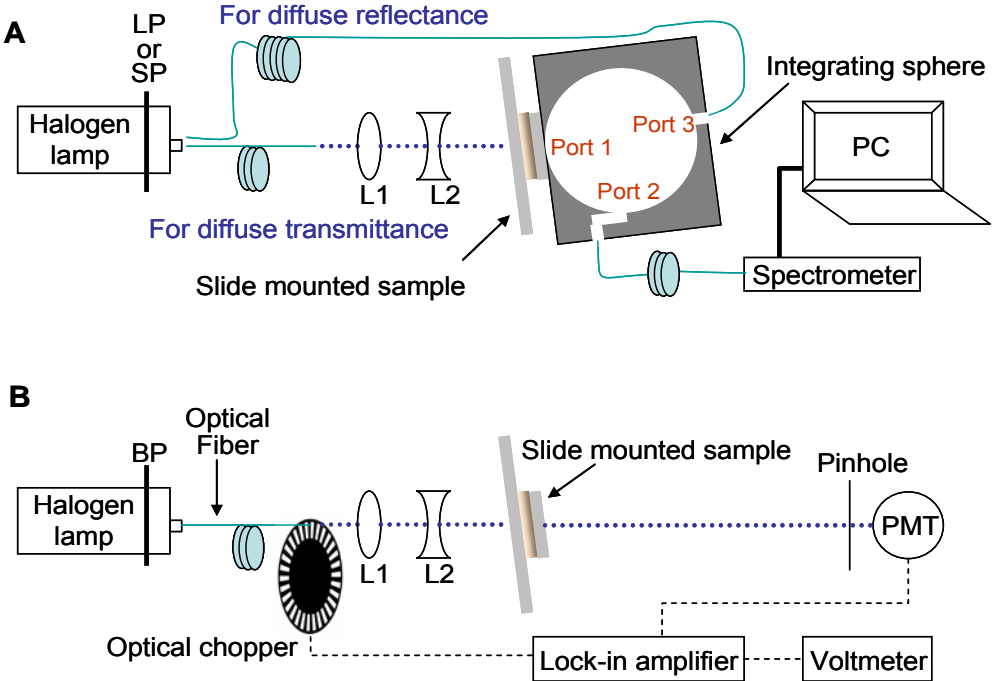 A
For diffuse reflectance
LP
or
SP
Integrating sphere
Halogen
lamp
Port 3
Port 1
PC
Port 2
L1
L2
For diffuse transmittance
Slide mounted sample
Spectrometer
B
Optical
Fiber
BP
Slide mounted sample
Pinhole
Halogen
lamp
PMT
L1
L2
Optical chopper
Lock-in amplifier
Voltmeter